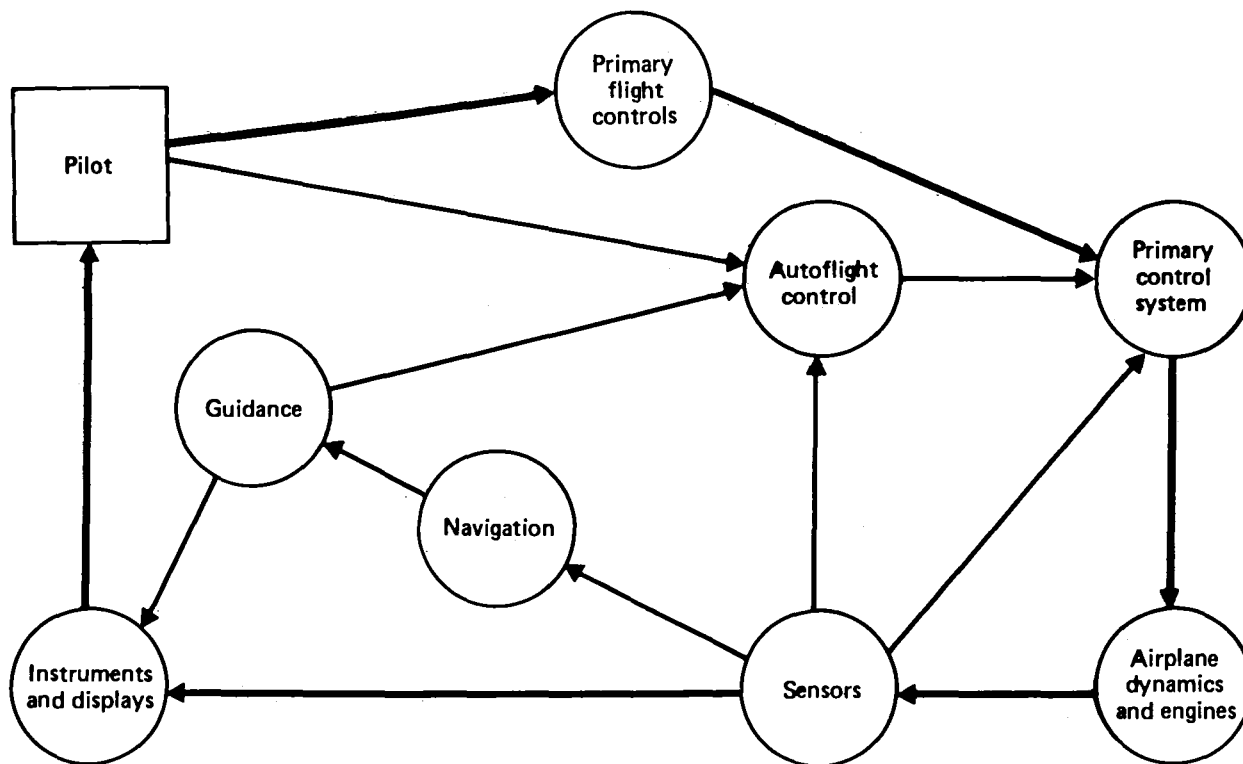 Primary
flight
controls
Pilot
Autoflight
control
Primary
control
system
Guidance
Navigation
Instruments
and displays
Sensors
Airplane
dynamics
and engines